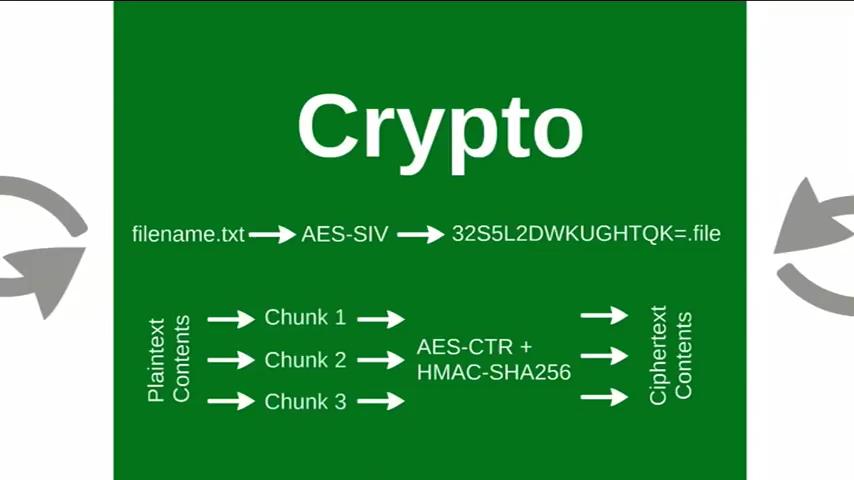 Crypto
filename.txt AES-SIV 32S5L2DWKUGHTQK=.file
Plaintext
Contents
Chunk 1
Chunk 2
Chunk 3
AES-CTR +
HMAC-SHA256
Ciphertext
Contents